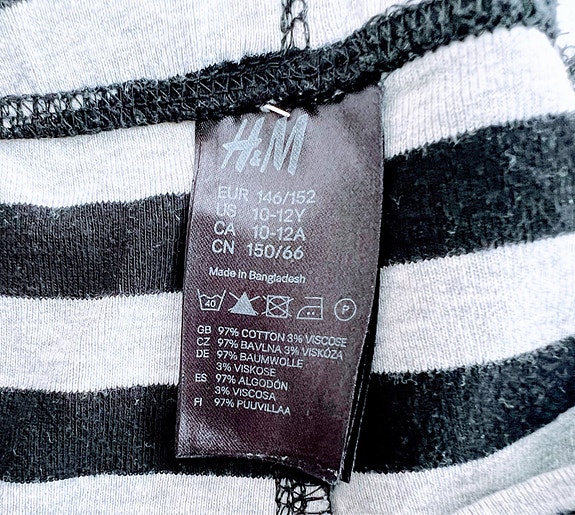 H&M
EUR 146/152
US 10-12Y
CA 10-12A
CN 150/66
Made in Bangladesh
40 P
GB 97% COTTON 3% VISCOSE
CZ 97% BAVLNA 3% VISKÓZA
DE 97% BAUMWOLLE
3% VISKOSE
ES 97% ALGODÓN
3% VISCOSA
FI 97% PUUVILLAA